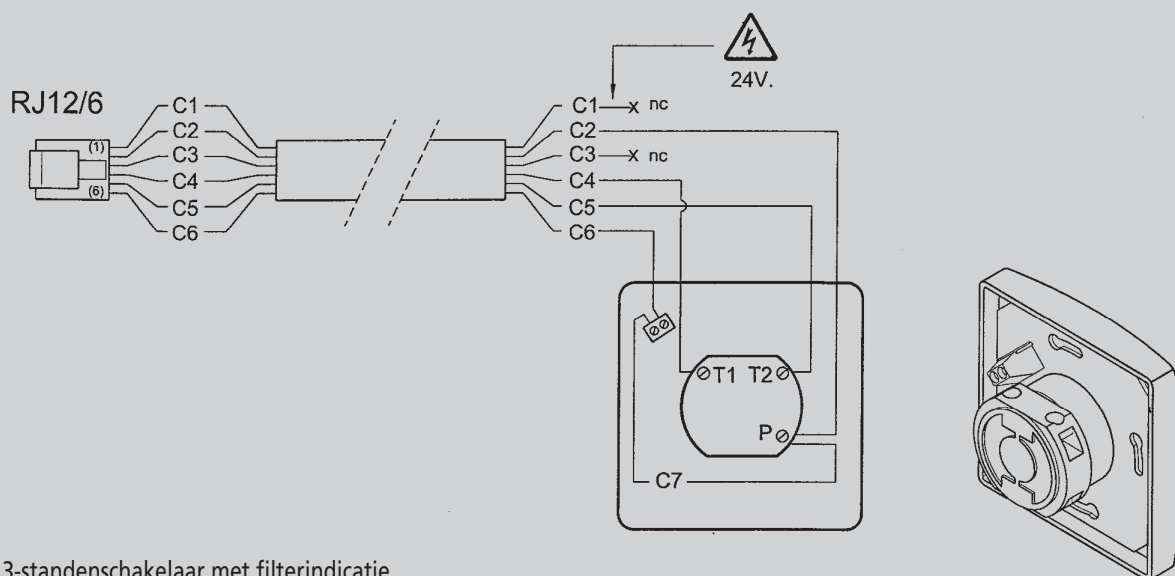 24V.
RJ12/6
(1)
(6)
C1
C2
C3
C4
C5
C6
C1 x nc
C2
C3 x nc
C4
C5
C6
T1 T2
P
C7
3-standenschakelaar met filterindicatie